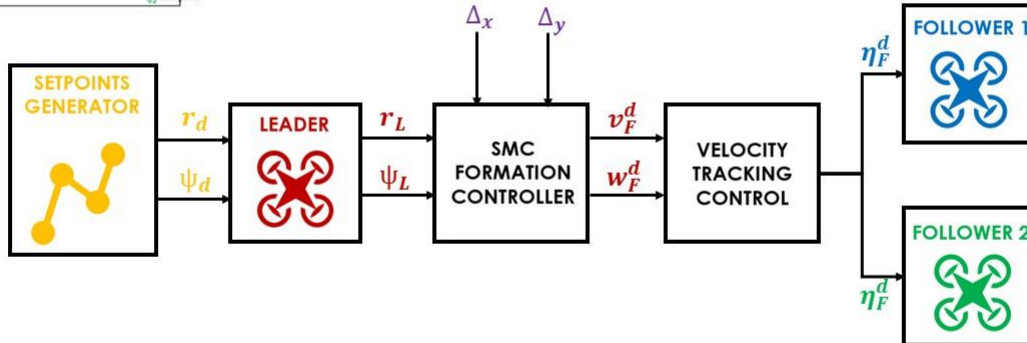 Δx Δy
SETPOINTS
GENERATOR
r_d
ψ_d
LEADER
r_L
ψ_L
SMC
FORMATION
CONTROLLER
v_F^d
w_F^d
VELOCITY
TRACKING
CONTROL
η_F^d
FOLLOWER 1
η_F^d
FOLLOWER 2